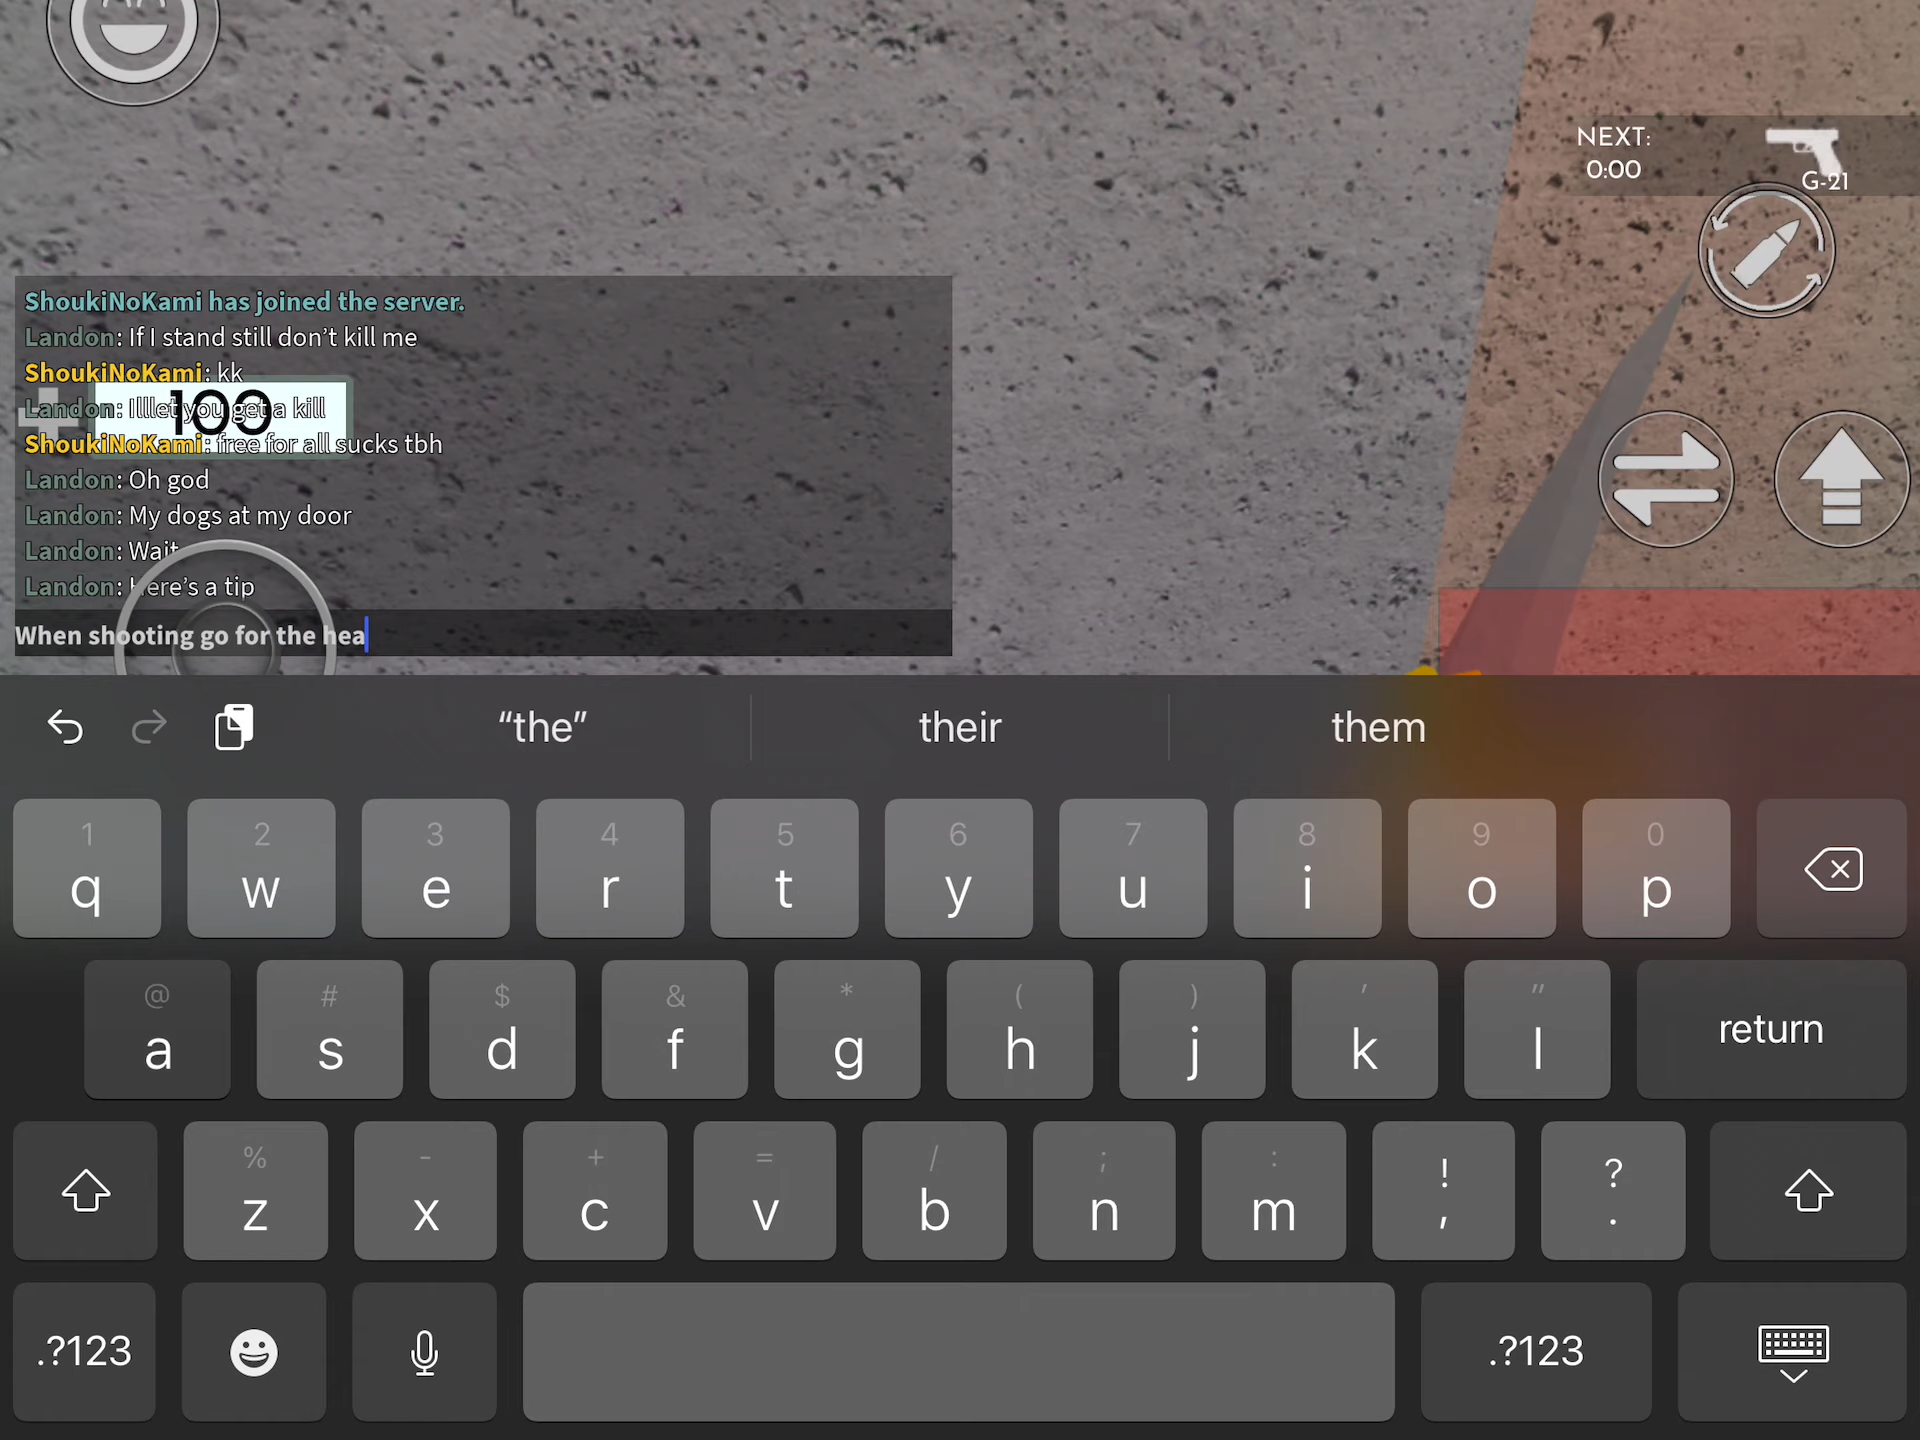 NEXT:
0:00
G-21
ShoukiNoKami has joined the server.
Landon: If I stand still don’t kill me
ShoukiNoKami: kk
100
Landon: Illlet you get a kill
ShoukiNoKami: free for all sucks tbh
Landon: Oh god
Landon: My dogs at my door
Landon: Wait
Landon: Here’s a tip
When shooting go for the hea
“the” their them
1 2 3 4 5 6 7 8 9 0
q w e r t y u i o p
@ # $ & * ( ) ' "
a s d f g h j k l return
% - + = / ; : ! ?
z x c v b n m , .
.?123 .?123